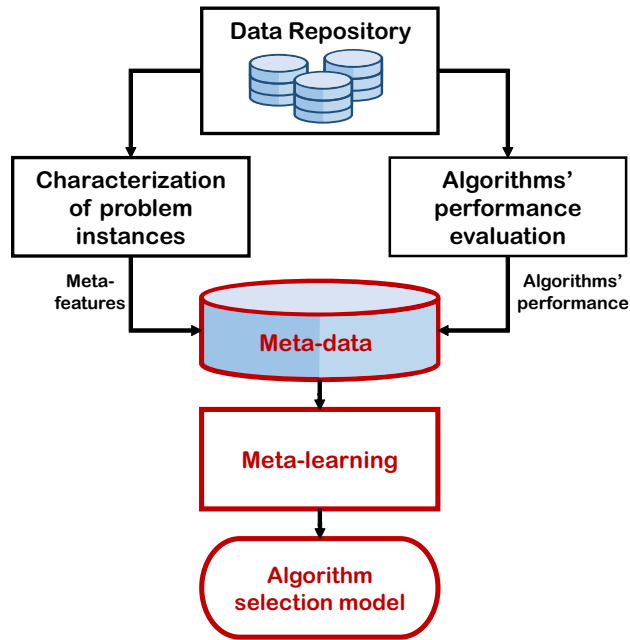 Data Repository
Characterization
of problem
instances
Algorithms'
performance
evaluation
Meta-
features
Algorithms'
performance
Meta-data
Meta-learning
Algorithm
selection model